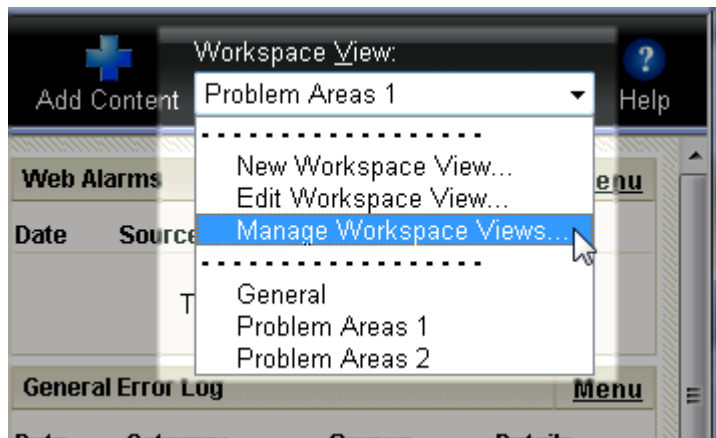 Workspace View:
Add Content
Problem Areas 1
Help
New Workspace View...
Edit Workspace View...
Manage Workspace Views...
General
Problem Areas 1
Problem Areas 2
Web Alarms
Date
General Error Log
Menu